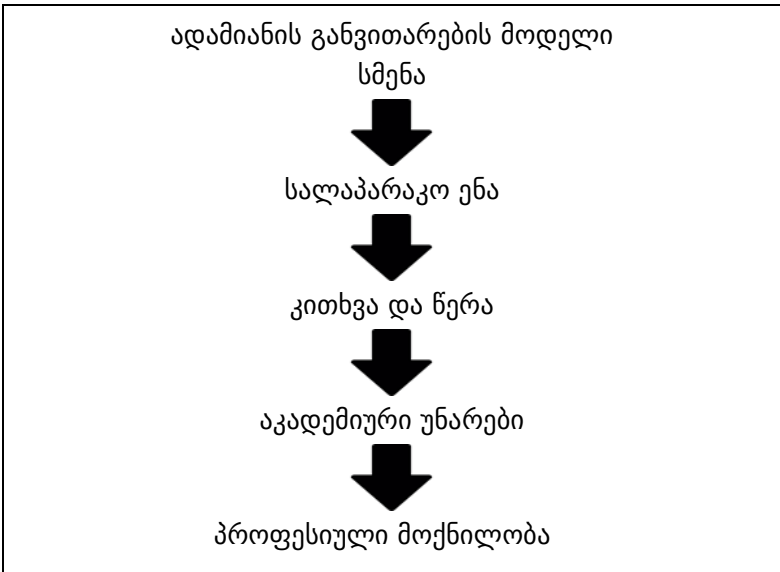 ადამიანის განვითარების მოდელი
სმენა
სალაპარაკო ენა
კითხვა და წერა
აკადემიური უნარები
პროფესიული მოქნილობა